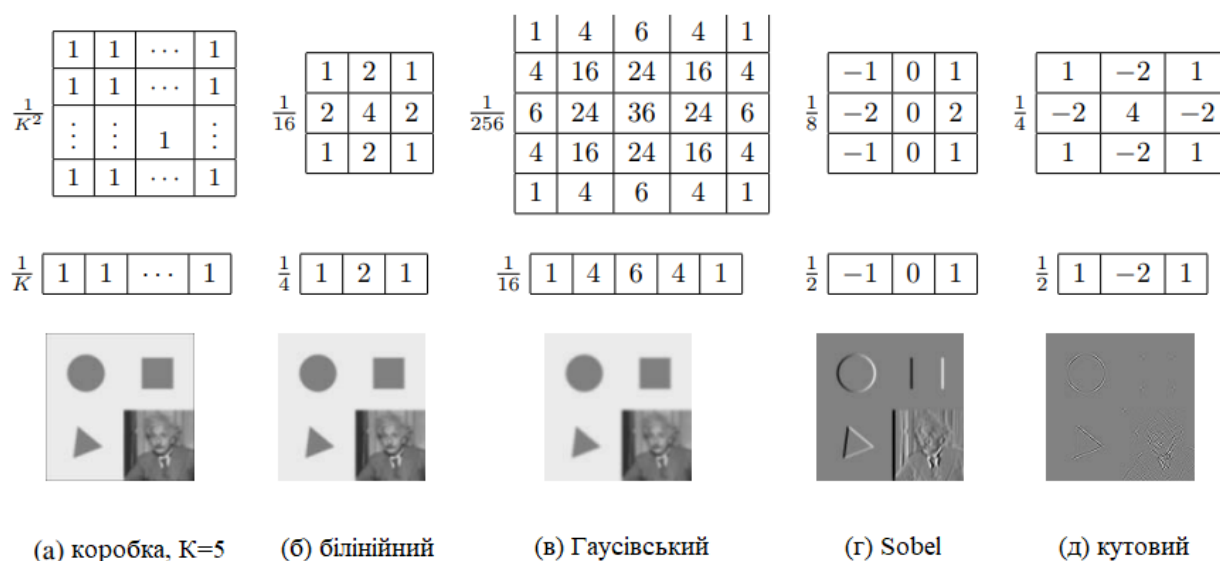 1/K² 1 1 ⋯ 1
1 1 ⋯ 1
⋮ ⋮ 1 ⋮
1 1 ⋯ 1
1/16 1 2 1
2 4 2
1 2 1
1/256 1 4 6 4 1
4 16 24 16 4
6 24 36 24 6
4 16 24 16 4
1 4 6 4 1
1/8 −1 0 1
−2 0 2
−1 0 1
1/4 1 −2 1
−2 4 −2
1 −2 1
1/K 1 1 ⋯ 1
1/4 1 2 1
1/16 1 4 6 4 1
1/2 −1 0 1
1/2 1 −2 1
(а) коробка, K=5
(б) білінійний
(в) Гаусівський
(г) Sobel
(д) кутовий